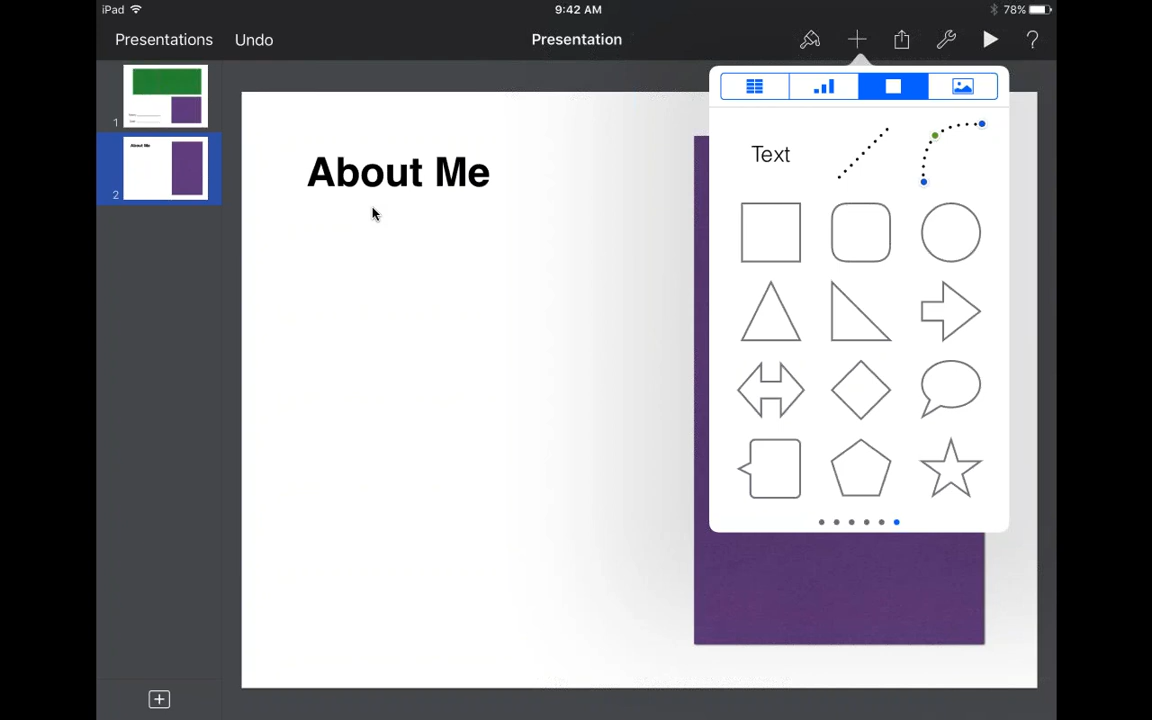 iPad 9:42 AM 78%
Presentations Undo Presentation ?
1
About Me
2
About Me
Text